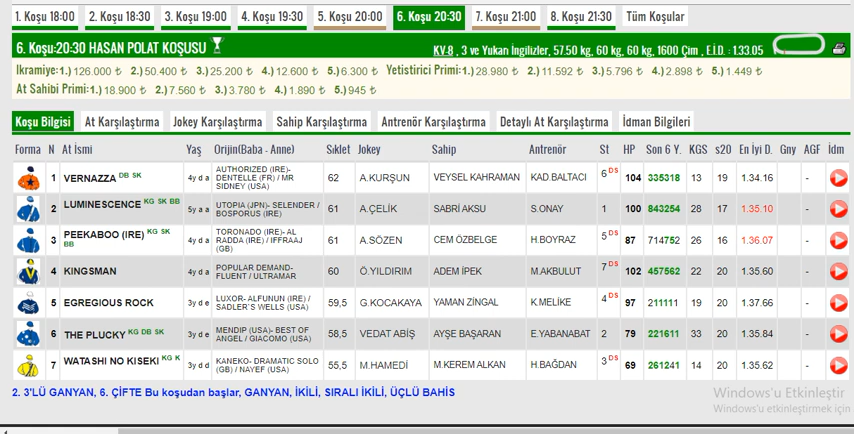 1. Koşu 18:00 2. Koşu 18:30 3. Koşu 19:00 4. Koşu 19:30 5. Koşu 20:00 6. Koşu 20:30 7. Koşu 21:00 8. Koşu 21:30 Tüm Koşular
6. Koşu:20:30 HASAN POLAT KOŞUSU KV-8 , 3 ve Yukarı İngilizler, 57.50 kg, 60 kg, 60 kg, 1600 Çim , E.İ.D. : 1.33.05
İkramiye: 1.) 126.000 ₺ 2.) 50.400 ₺ 3.) 25.200 ₺ 4.) 12.600 ₺ 5.) 6.300 ₺ Yetistirici Primi: 1.) 28.980 ₺ 2.) 11.592 ₺ 3.) 5.796 ₺ 4.) 2.898 ₺ 5.) 1.449 ₺
At Sahibi Primi: 1.) 18.900 ₺ 2.) 7.560 ₺ 3.) 3.780 ₺ 4.) 1.890 ₺ 5.) 945 ₺
Koşu Bilgisi At Karşılaştırma Jokey Karşılaştırma Sahip Karşılaştırma Antrenör Karşılaştırma Detaylı At Karşılaştırma İdman Bilgileri
Forma N At İsmi Yaş Orijin(Baba - Anne) Sıklet Jokey Sahip Antrenör St HP Son 6 Y. KGS s20 En İyi D. Gny AGF İdm
1 VERNAZZA DB SK 4y d a AUTHORIZED (IRE)- DENTELLE (FR) / MR SIDNEY (USA) 62 A.KURŞUN VEYSEL KAHRAMAN KAD.BALTACI 6 DS 104 335318 13 19 1.34.16 -
2 LUMINESCENCE KG SK BB 5y a a UTOPIA (JPN)- SELENDER / BOSPORUS (IRE) 61 A.ÇELİK SABRİ AKSU S.ONAY 1 100 843254 28 17 1.35.10 -
3 PEEKABOO (IRE) KG SK BB 4y d a TORONADO (IRE)- AL RADDA (IRE) / IFFRAAJ (GB) 61 A.SÖZEN CEM ÖZBELGE H.BOYRAZ 5 DS 87 714752 26 16 1.36.07 -
4 KINGSMAN 4y d a POPULAR DEMAND- FLUENT / ULTRAMAR 60 Ö.YILDIRIM ADEM İPEK M.AKBULUT 7 DS 102 457562 22 20 1.35.60 -
5 EGREGIOUS ROCK 3y d e LUXOR- ALFUNUN (IRE) / SADLER'S WELLS (USA) 59,5 G.KOCAKAYA YAMAN ZİNGAL K.MELİKE 4 DS 97 211111 19 20 1.37.66 -
6 THE PLUCKY KG DB SK 3y d e MENDIP (USA)- BEST OF ANGEL / GIACOMO (USA) 58,5 VEDAT ABİŞ AYŞE BAŞARAN E.YABANABAT 2 79 221611 33 20 1.35.84 -
7 WATASHI NO KISEKI KG K 3y d d KANEKO- DRAMATIC SOLO (GB) / NAYEF (USA) 55,5 M.HAMEDİ M.KEREM ALKAN H.BAĞDAN 3 DS 69 261241 14 20 1.35.62 -
2. 3'LÜ GANYAN, 6. ÇİFTE Bu koşudan başlar, GANYAN, İKİLİ, SIRALI İKİLİ, ÜÇLÜ BAHİS
Windows'u Etkinleştir
Windows'u etkinleştirmek için